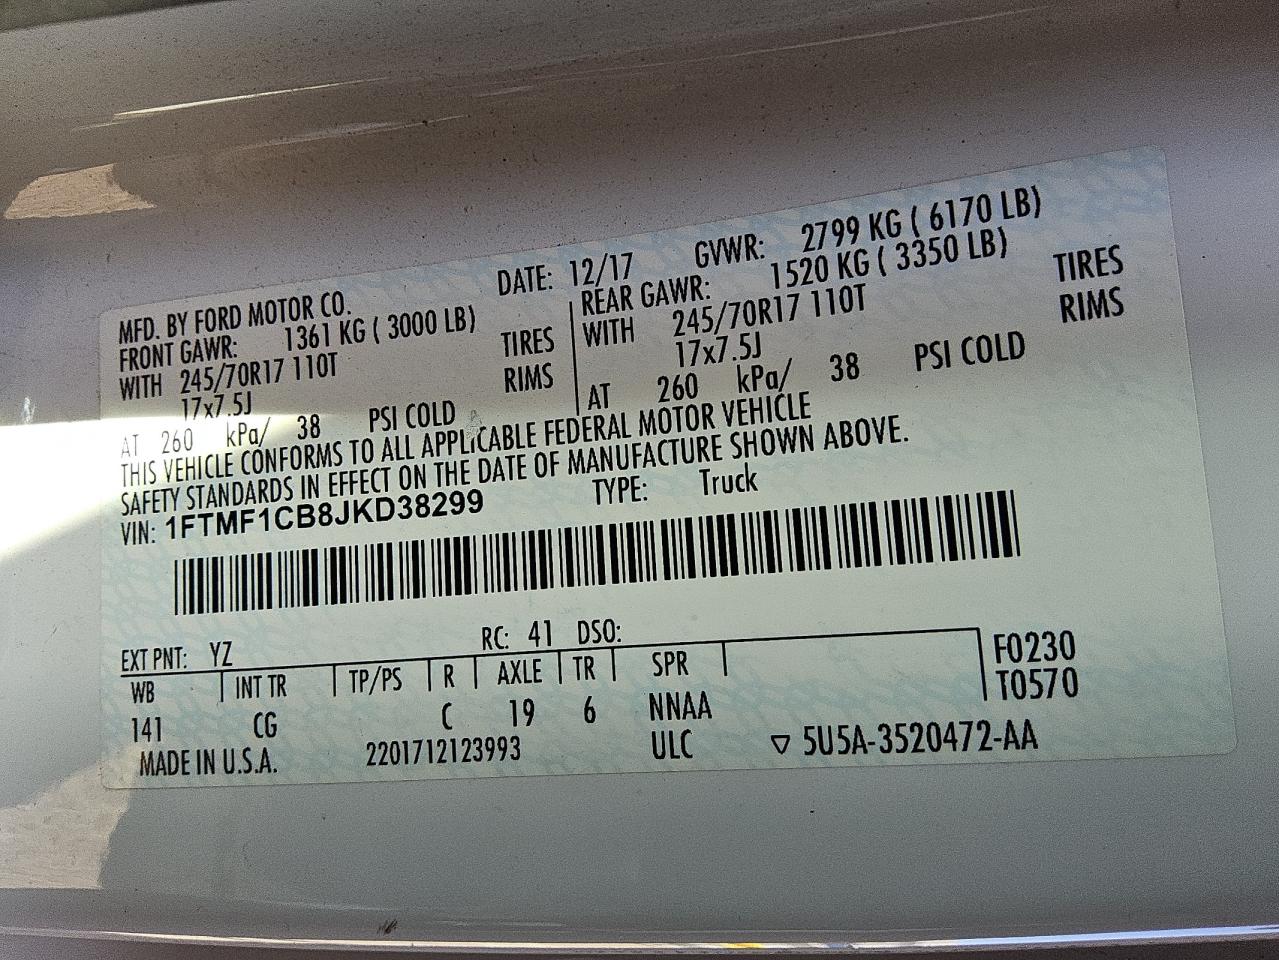 MFD. BY FORD MOTOR CO. DATE: 12/17 GVWR: 2799 KG ( 6170 LB)
FRONT GAWR: 1361 KG ( 3000 LB) REAR GAWR: 1520 KG ( 3350 LB)
WITH 245/70R17 110T TIRES WITH 245/70R17 110T TIRES
17x7.5J RIMS 17x7.5J RIMS
AT 260 kPa/ 38 PSI COLD AT 260 kPa/ 38 PSI COLD
THIS VEHICLE CONFORMS TO ALL APPLICABLE FEDERAL MOTOR VEHICLE
SAFETY STANDARDS IN EFFECT ON THE DATE OF MANUFACTURE SHOWN ABOVE.
VIN: 1FTMF1CB8JKD38299 TYPE: Truck
EXT PNT: YZ RC: 41 DSO:
WB INT TR TP/PS R AXLE TR SPR F0230
141 CG C 19 6 NNAA T0570
MADE IN U.S.A. 2201712123993 ULC ▽ 5U5A-3520472-AA